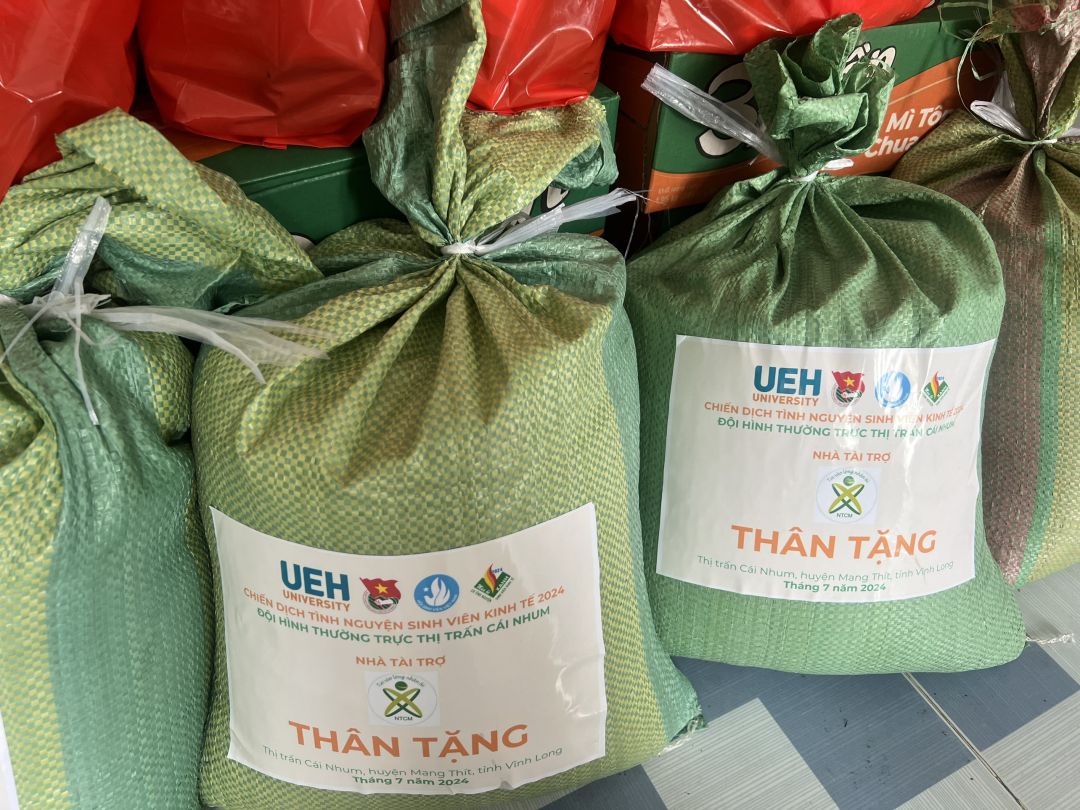 3
Mì Tô
Chua
UEH
UNIVERSITY
CHIẾN DỊCH TÌNH NGUYỆN SINH VIÊN KINH TẾ 2024
ĐỘI HÌNH THƯỜNG TRỰC THỊ TRẤN CÁI NHUM
NHÀ TÀI TRỢ
NTCM
THÂN TẶNG
Thị trấn Cái Nhum, huyện Mang Thít, tỉnh Vĩnh Long
Tháng 7 năm 2024
UEH
UNIVERSITY
CHIẾN DỊCH TÌNH NGUYỆN SINH VIÊN KINH TẾ 2024
ĐỘI HÌNH THƯỜNG TRỰC THỊ TRẤN CÁI NHUM
NHÀ TÀI TRỢ
NTCM
THÂN TẶNG
Thị trấn Cái Nhum, huyện Mang Thít, tỉnh Vĩnh Long
Tháng 7 năm 2024